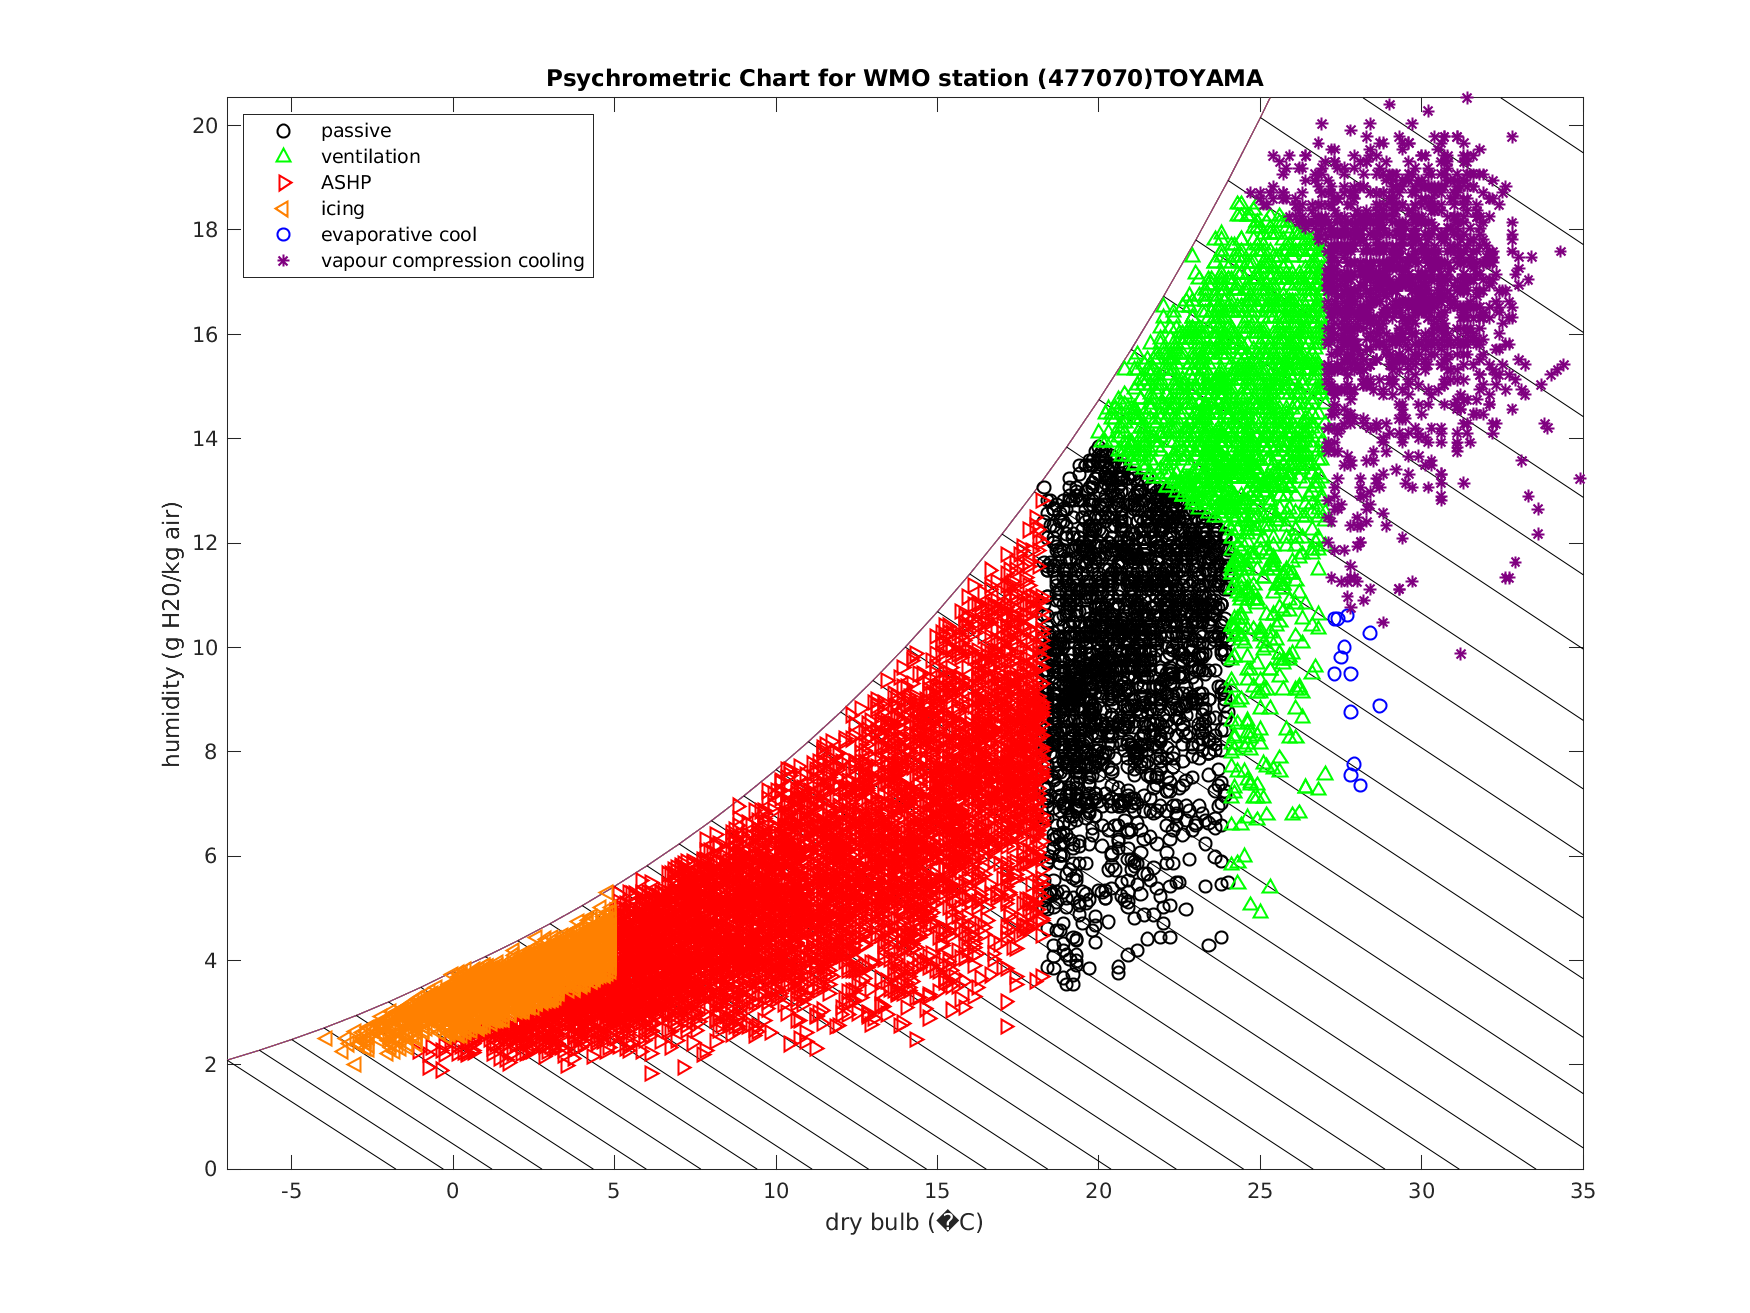 Psychrometric Chart for WMO station (477070)TOYAMA
passive
ventilation
ASHP
icing
evaporative cool
vapour compression cooling
humidity (g H20/kg air)
20
18
16
14
12
10
8
6
4
2
0
-5 0 5 10 15 20 25 30 35
dry bulb (�C)